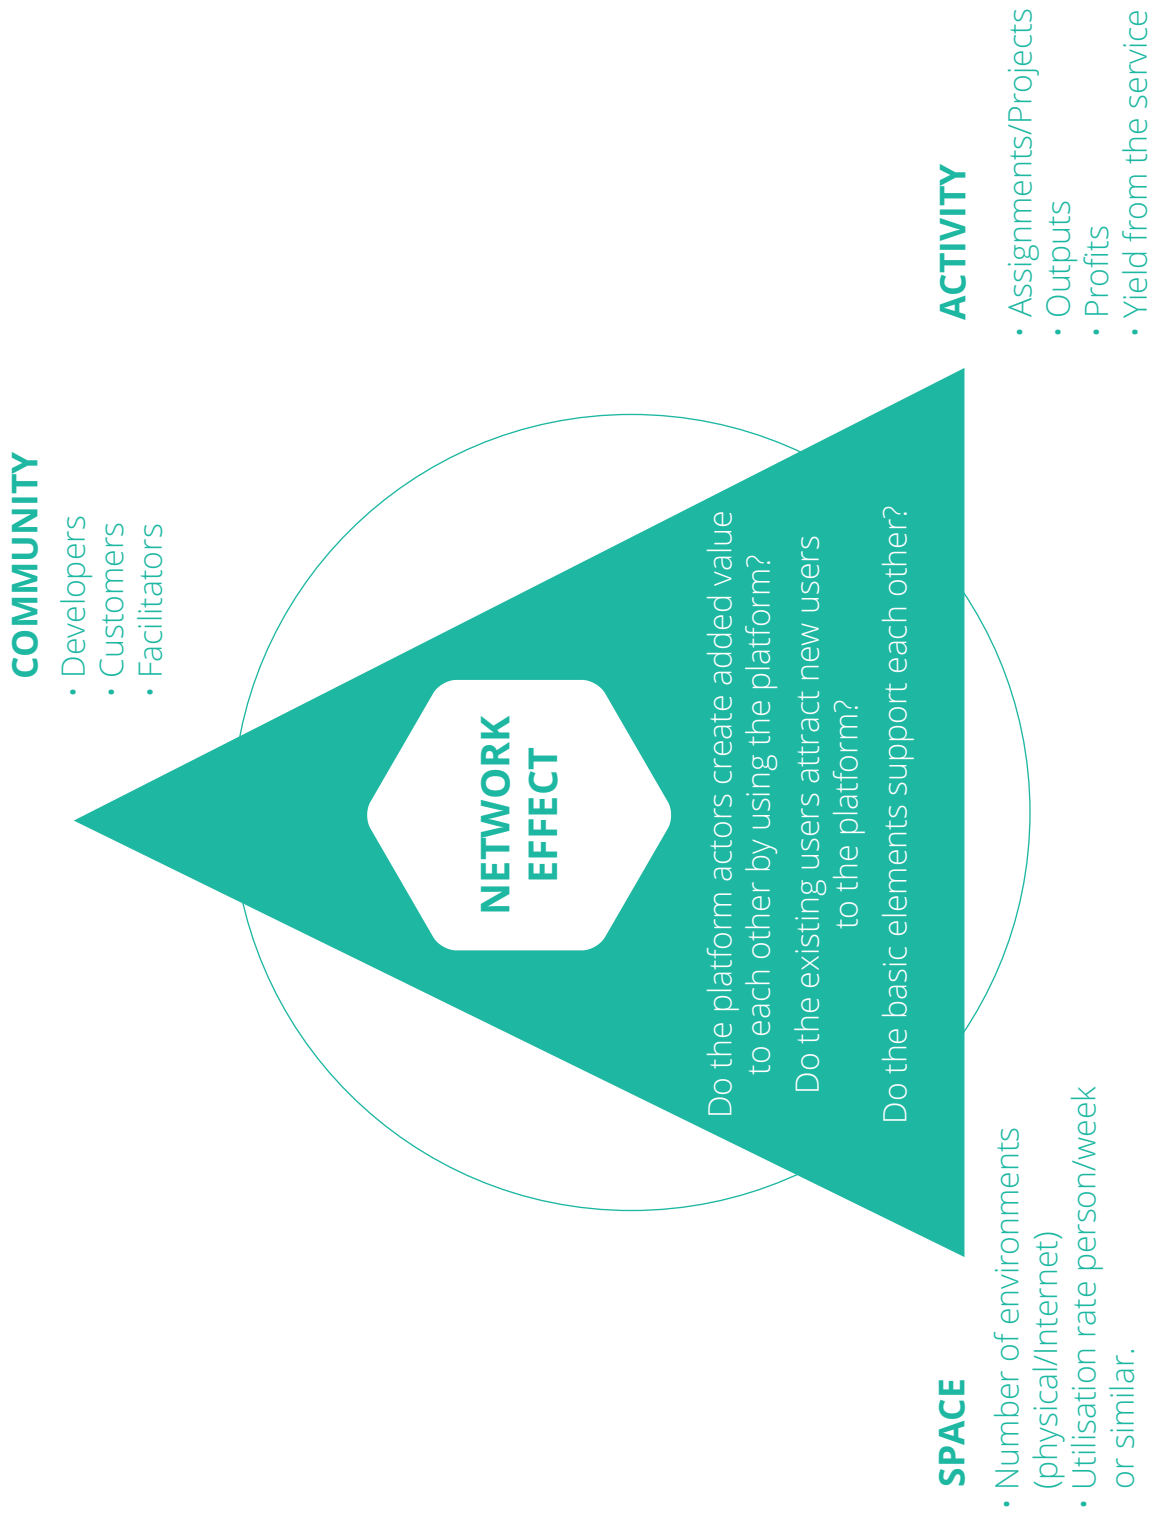 COMMUNITY
• Developers
• Customers
• Facilitators
NETWORK
EFFECT
Do the platform actors create added value
to each other by using the platform?
Do the existing users attract new users
to the platform?
Do the basic elements support each other?
SPACE
• Number of environments
(physical/Internet)
• Utilisation rate person/week
or similar.
ACTIVITY
• Assignments/Projects
• Outputs
• Profits
• Yield from the service